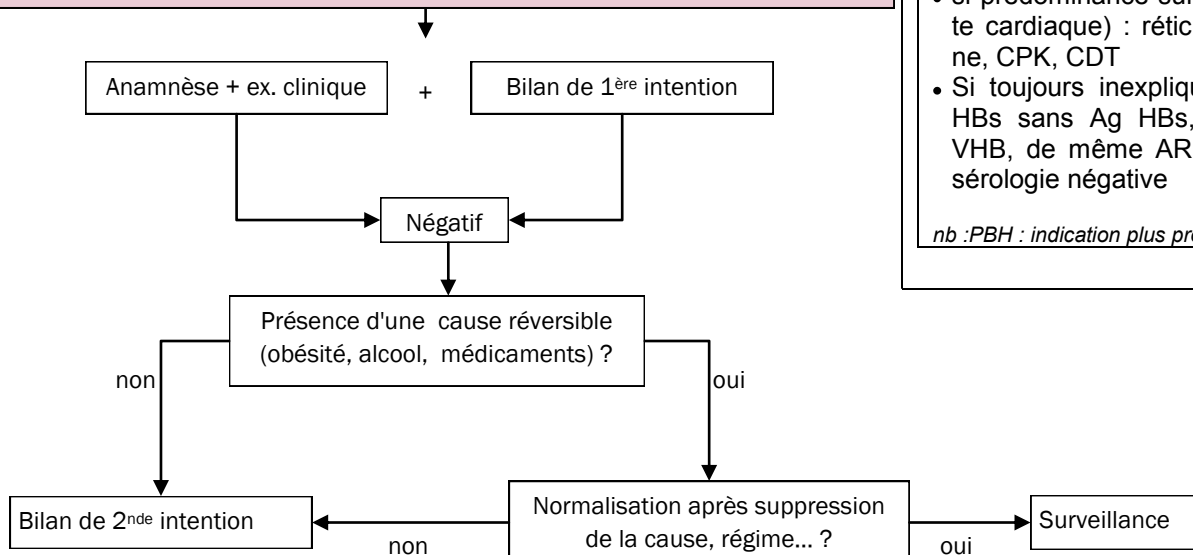 Anamnèse + ex. clinique + Bilan de 1ère intention
Négatif
Présence d'une cause réversible
(obésité, alcool, médicaments) ?
non
oui
Bilan de 2nde intention
non
Normalisation après suppression
de la cause, régime... ?
oui
Surveillance
te cardiaque) : rétic
ne, CPK, CDT
• Si toujours inexpliq
HBs sans Ag HBs,
VHB, de même AR
sérologie négative
nb :PBH : indication plus pr